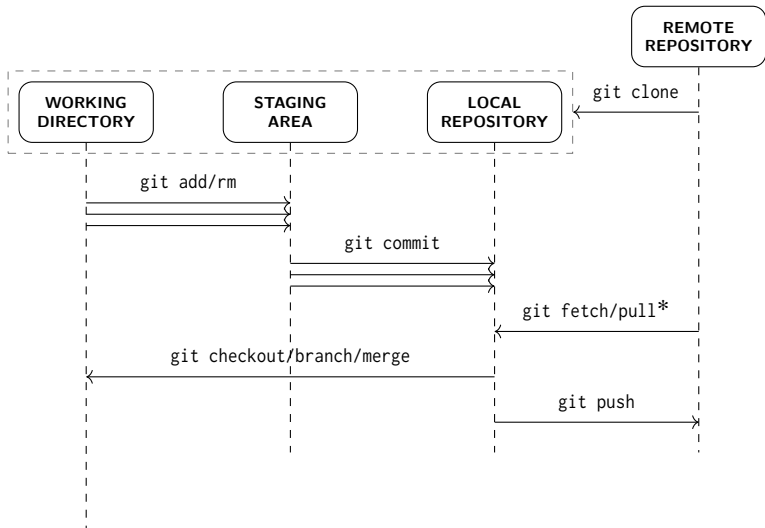 REMOTE
REPOSITORY
git clone
WORKING
DIRECTORY
STAGING
AREA
LOCAL
REPOSITORY
git add/rm
git commit
git fetch/pull*
git checkout/branch/merge
git push